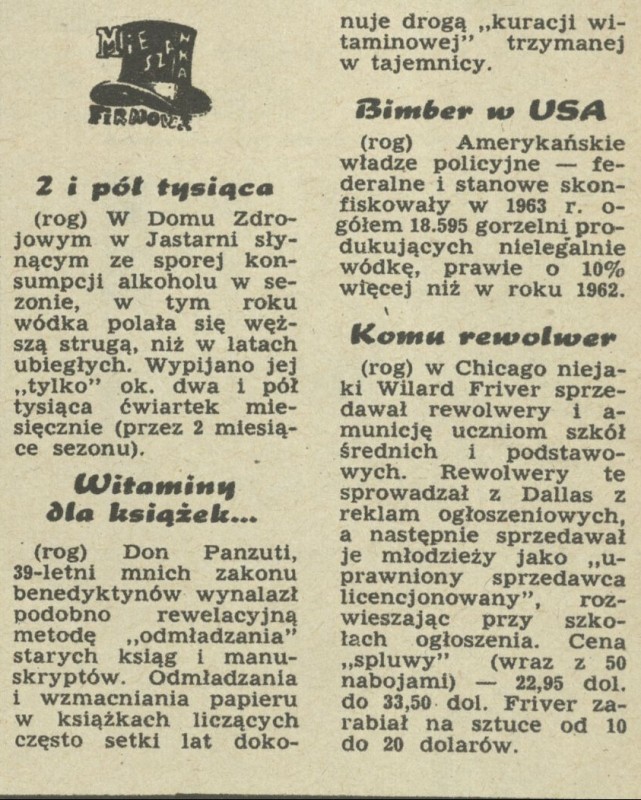 MIESZANKA
FIRMOWA
2 i pół tysiąca
(rog) W Domu Zdro-
jowym w Jastarni sły-
nącym ze sporej kon-
sumpcji alkoholu w se-
zonie, w tym roku
wódka polała się węż-
szą strugą, niż w latach
ubiegłych. Wypijano jej
„tylko” ok. dwa i pół
tysiąca ćwiartek mie-
sięcznie (przez 2 miesią-
ce sezonu).
Witaminy
dla książek...
(rog) Don Panzuti,
39-letni mnich zakonu
benedyktynów wynalazł
podobno rewelacyjną
metodę „odmładzania”
starych ksiąg i manu-
skryptów. Odmładzania
i wzmacniania papieru
w książkach liczących
często setki lat doko-
nuje drogą „kuracji wi-
taminowej” trzymanej
w tajemnicy.
Bimber w USA
(rog) Amerykańskie
władze policyjne — fe-
deralne i stanowe skon-
fiskowały w 1963 r. o-
gółem 18.595 gorzelni pro-
dukujących nielegalnie
wódkę, prawie o 10%
więcej niż w roku 1962.
Komu rewolwer
(rog) w Chicago nieja-
ki Wilard Friver sprze-
dawał rewolwery i a-
municję uczniom szkół
średnich i podstawo-
wych. Rewolwery te
sprowadzał z Dallas z
reklam ogłoszeniowych,
a następnie sprzedawał
je młodzieży jako „u-
prawniony sprzedawca
licencjonowany”, roz-
wieszając przy szko-
łach ogłoszenia. Cena
„spluwy” (wraz z 50
nabojami) — 22,95 dol.
do 33,50 dol. Friver za-
rabiał na sztuce od 10
do 20 dolarów.